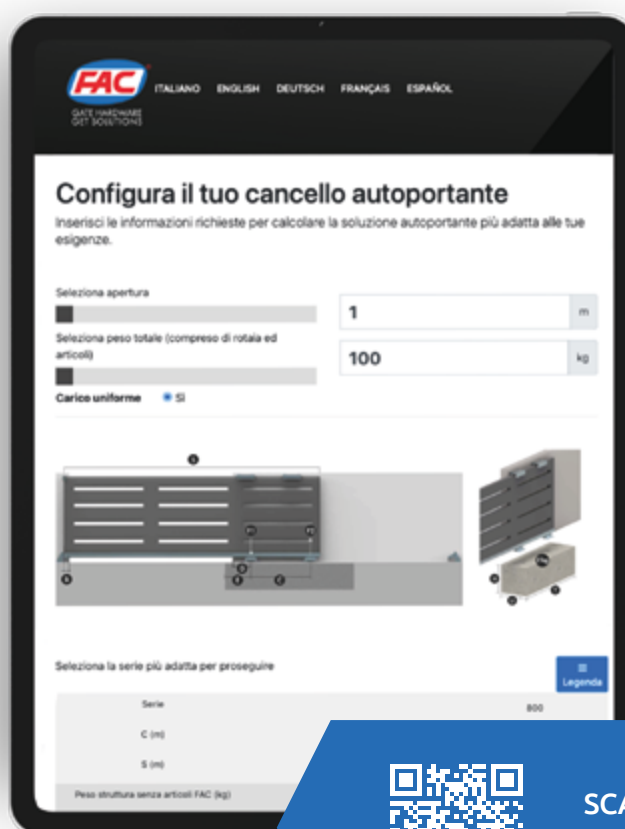 FAC
GATE HARDWARE
GET SOLUTIONS
ITALIANO ENGLISH DEUTSCH FRANÇAIS ESPAÑOL
Configura il tuo cancello autoportante
Inserisci le informazioni richieste per calcolare la soluzione autoportante più adatta alle tue
esigenze.
Seleziona apertura
1 m
Seleziona peso totale (compreso di rotaia ed
articoli)
100 kg
Carico uniforme Sì
Seleziona la serie più adatta per proseguire
Legenda
Serie 800
C (m)
S (m)
Peso struttura senza articoli FAC (kg)
SCA